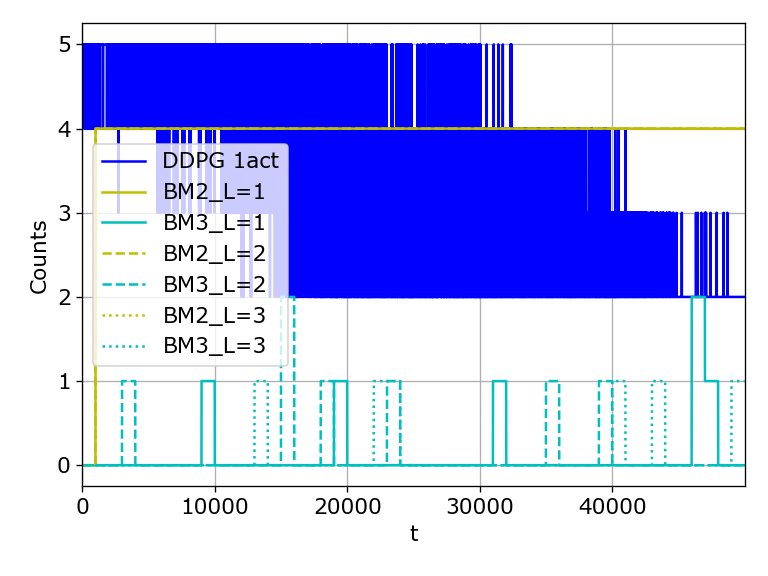 5
4
3
2
1
0
Counts
DDPG 1act
BM2_L=1
BM3_L=1
BM2_L=2
BM3_L=2
BM2_L=3
BM3_L=3
0 10000 20000 30000 40000
t